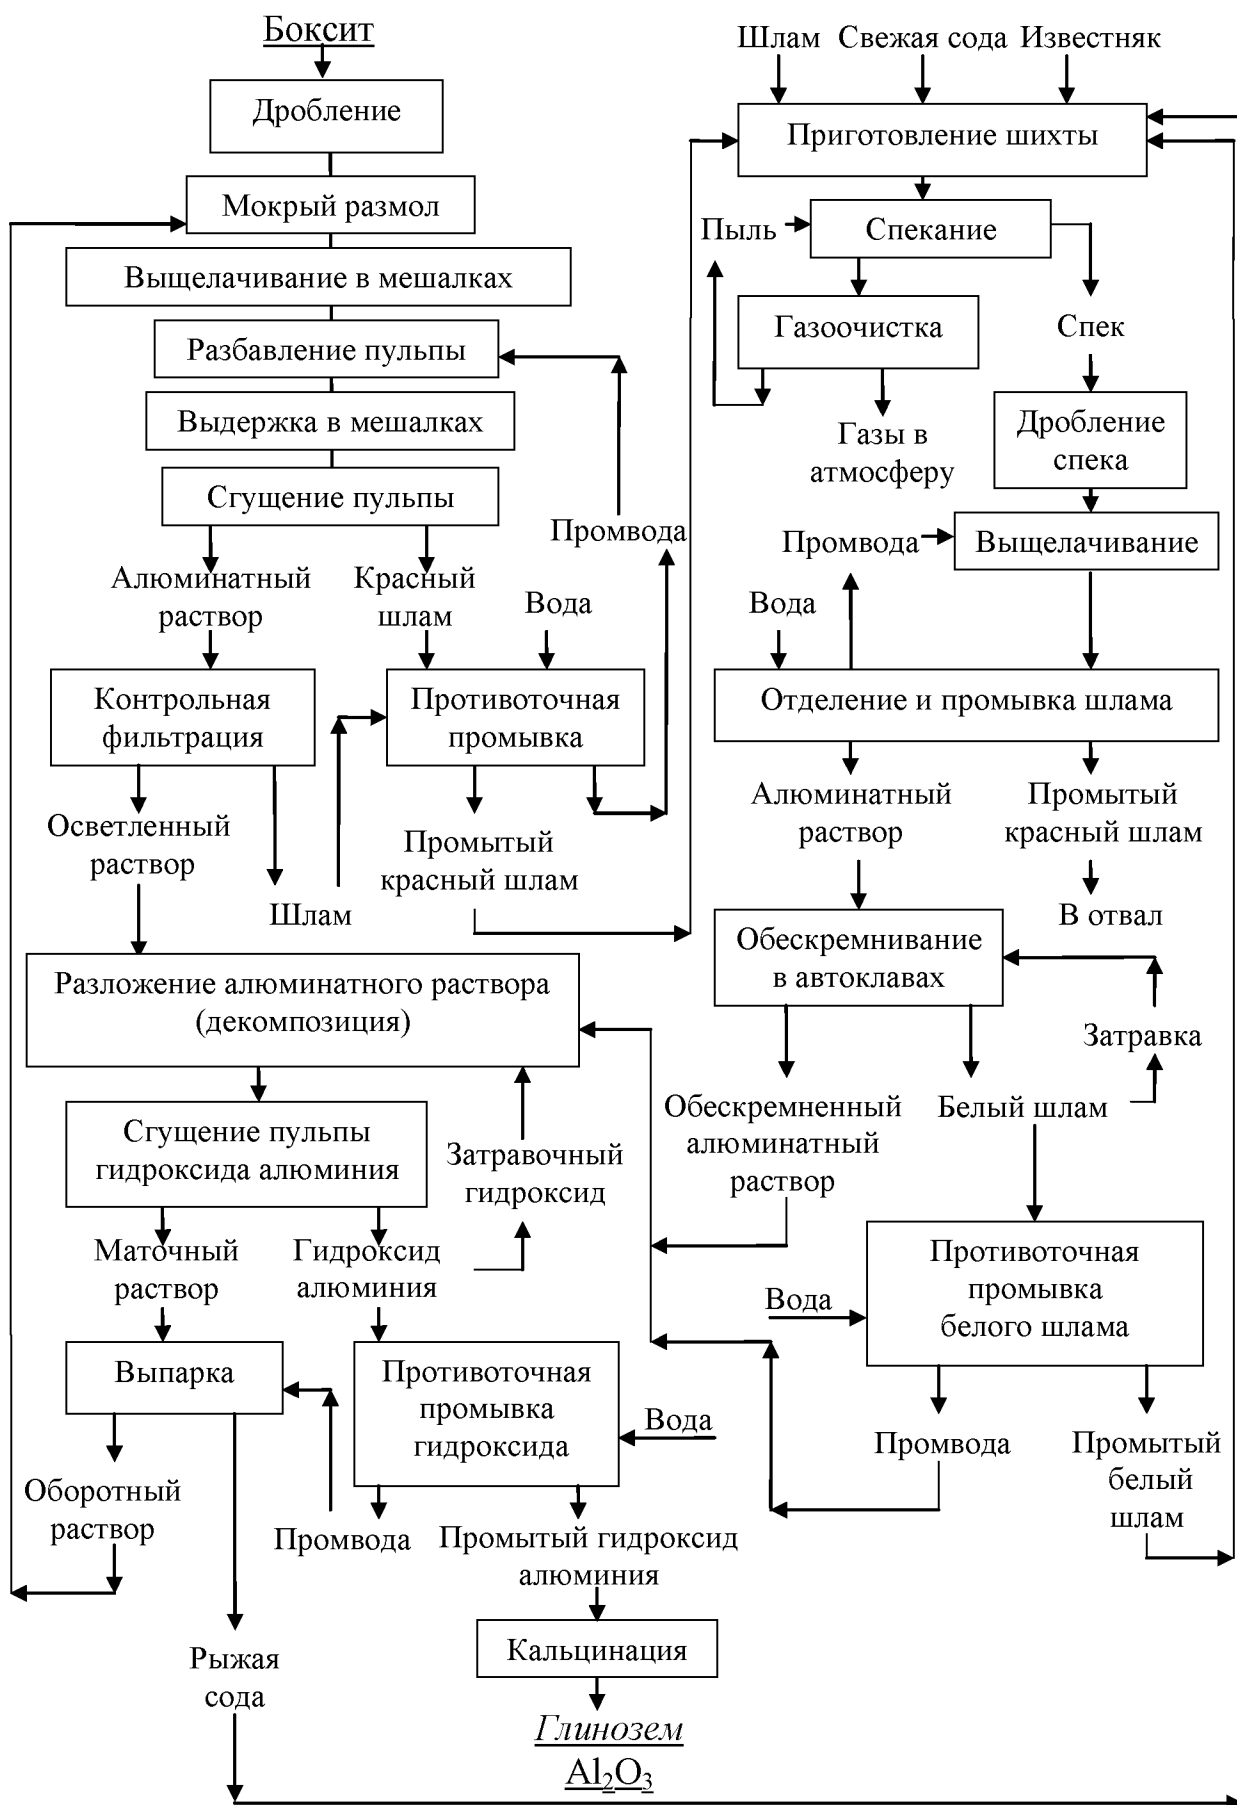 Боксит
Дробление
Мокрый размол
Выщелачивание в мешалках
Разбавление пульпы
Выдержка в мешалках
Сгущение пульпы
Промвода
Алюминатный
раствор
Красный
шлам
Вода
Контрольная
фильтрация
Противоточная
промывка
Осветленный
раствор
Шлам
Промытый
красный шлам
Разложение алюминатного раствора
(декомпозиция)
Сгущение пульпы
гидроксида алюминия
Затравочный
гидроксид
Маточный
раствор
Гидроксид
алюминия
Выпарка
Противоточная
промывка
гидроксида
Вода
Оборотный
раствор
Промвода
Промытый гидроксид
алюминия
Кальцинация
Рыжая
сода
Глинозем
Al2O3
Шлам
Свежая сода
Известняк
Приготовление шихты
Пыль
Спекание
Газоочистка
Спек
Газы в
атмосферу
Дробление
спека
Промвода
Выщелачивание
Вода
Отделение и промывка шлама
Алюминатный
раствор
Промытый
красный шлам
В отвал
Обескремнивание
в автоклавах
Затравка
Обескремненный
алюминатный
раствор
Белый шлам
Противоточная
промывка
белого шлама
Вода
Промвода
Промытый
белый
шлам